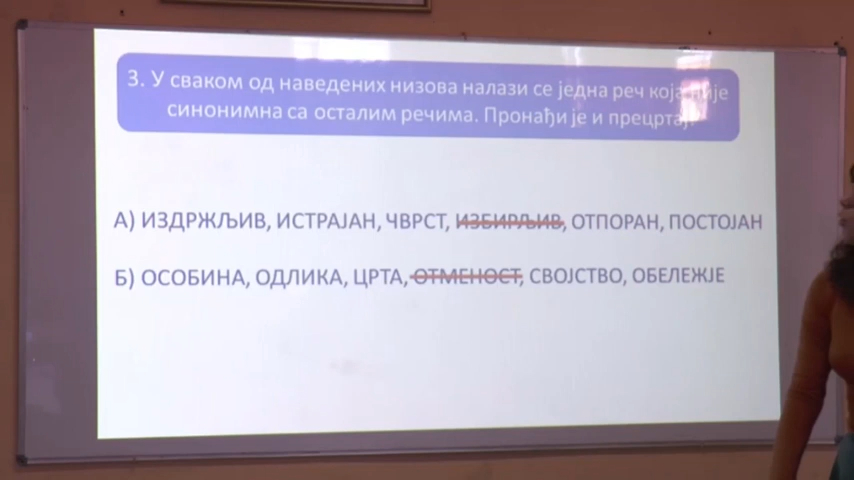 3. У сваком од наведених низова налази се једна реч која није
синонимна са осталим речима. Пронађи је и прецртај.
А) ИЗДРЖЉИВ, ИСТРАЈАН, ЧВРСТ, ИЗБИРЉИВ, ОТПОРАН, ПОСТОЈАН
Б) ОСОБИНА, ОДЛИКА, ЦРТА, ОТМЕНОСТ, СВОЈСТВО, ОБЕЛЕЖЈЕ